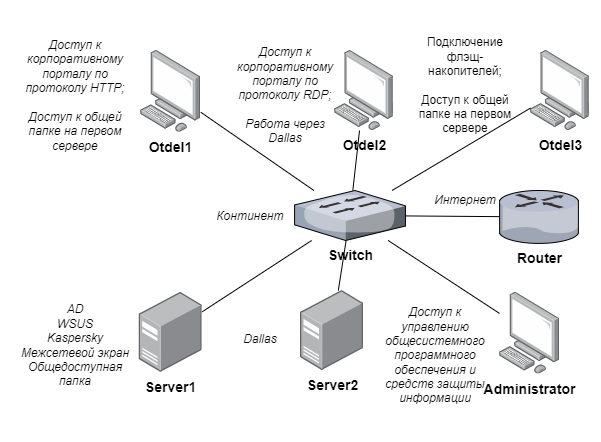 Доступ к
корпоративному
порталу по
протоколу HTTP;
Доступ к общей
папке на первом
сервере
Otdel1
Доступ к
корпоративному
порталу по
протоколу RDP;
Работа через
Dallas
Otdel2
Подключение
флэщ-
накопителей;
Доступ к общей
папке на первом
сервере
Otdel3
Континент
Switch
Интернет
Router
AD
WSUS
Kaspersky
Межсетевой экран
Общедоступная
папка
Server1
Dallas
Server2
Доступ к
управлению
общесистемного
программного
обеспечения и
средств защиты
информации
Administrator